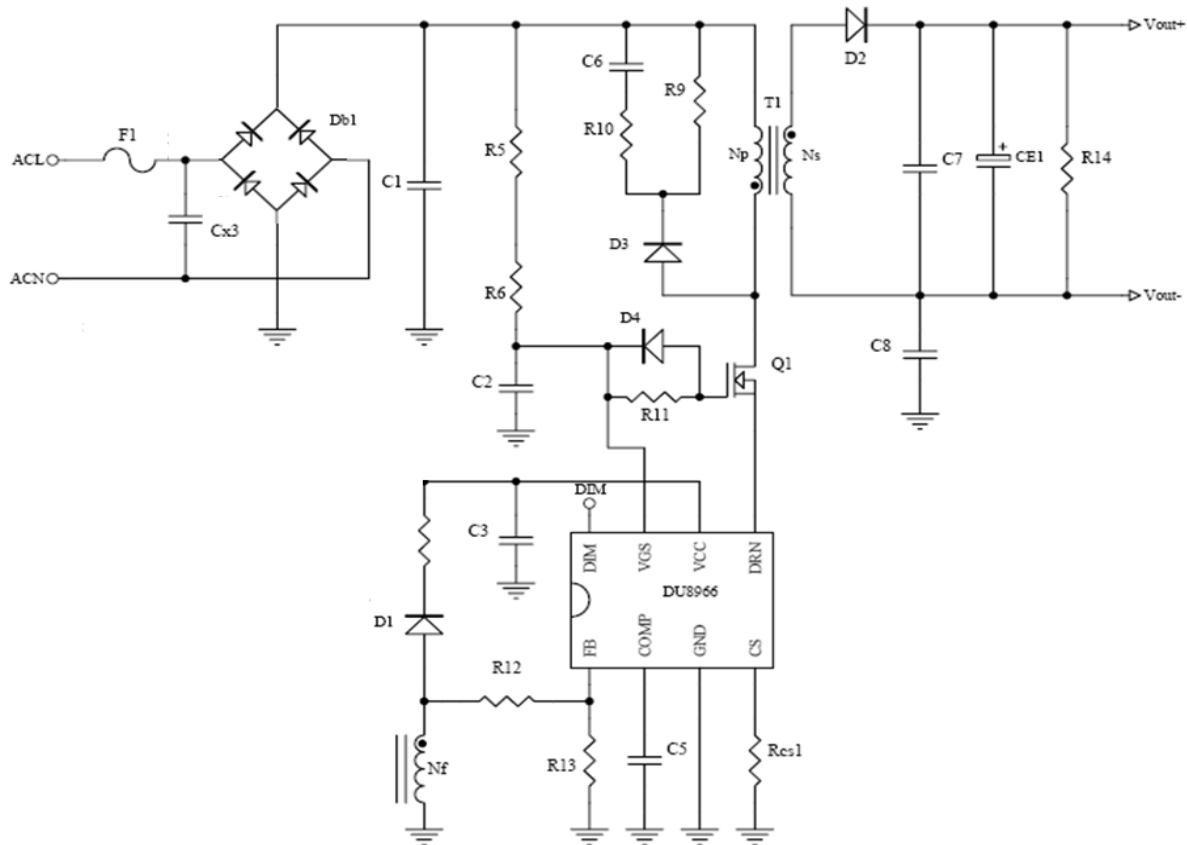 Vout+
D2
C6
R9
T1
F1
Db1
ACL
R10
R5
C1
Np
Ns
C7
CE1
+
R14
Cx3
D3
ACN
R6
Vout-
D4
C8
Q1
C2
R11
DIM
C3
DIM
VGS
VCC
DRN
DU8966
D1
FB
COMP
GND
CS
R12
Nf
R13
C5
Rcs1